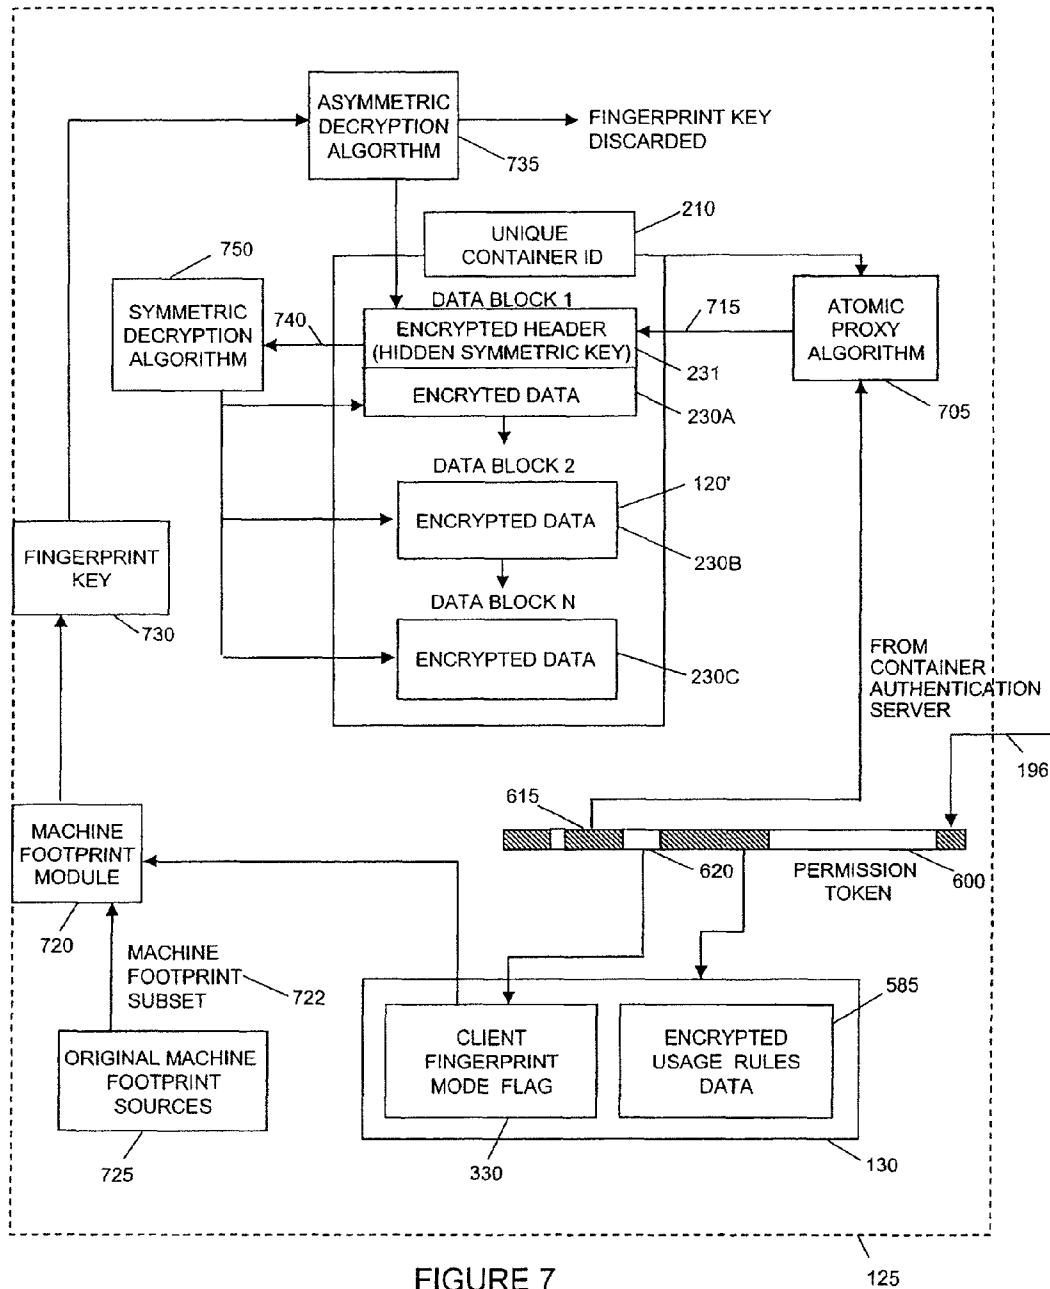 ASYMMETRIC
DECRYPTION
ALGORTHM
735
FINGERPRINT KEY
DISCARDED
210
UNIQUE
CONTAINER ID
750
SYMMETRIC
DECRYPTION
ALGORITHM
740
DATA BLOCK 1
ENCRYPTED HEADER
(HIDDEN SYMMETRIC KEY)
715
231
ATOMIC
PROXY
ALGORITHM
705
ENCRYTED DATA
230A
DATA BLOCK 2
120'
ENCRYPTED DATA
230B
FINGERPRINT
KEY
730
DATA BLOCK N
ENCRYPTED DATA
230C
FROM
CONTAINER
AUTHENTICATION
SERVER
196
MACHINE
FOOTPRINT
MODULE
720
615
620
PERMISSION
TOKEN
600
MACHINE
FOOTPRINT
SUBSET
722
ORIGINAL MACHINE
FOOTPRINT
SOURCES
725
CLIENT
FINGERPRINT
MODE FLAG
330
585
ENCRYPTED
USAGE RULES
DATA
130
125
FIGURE 7